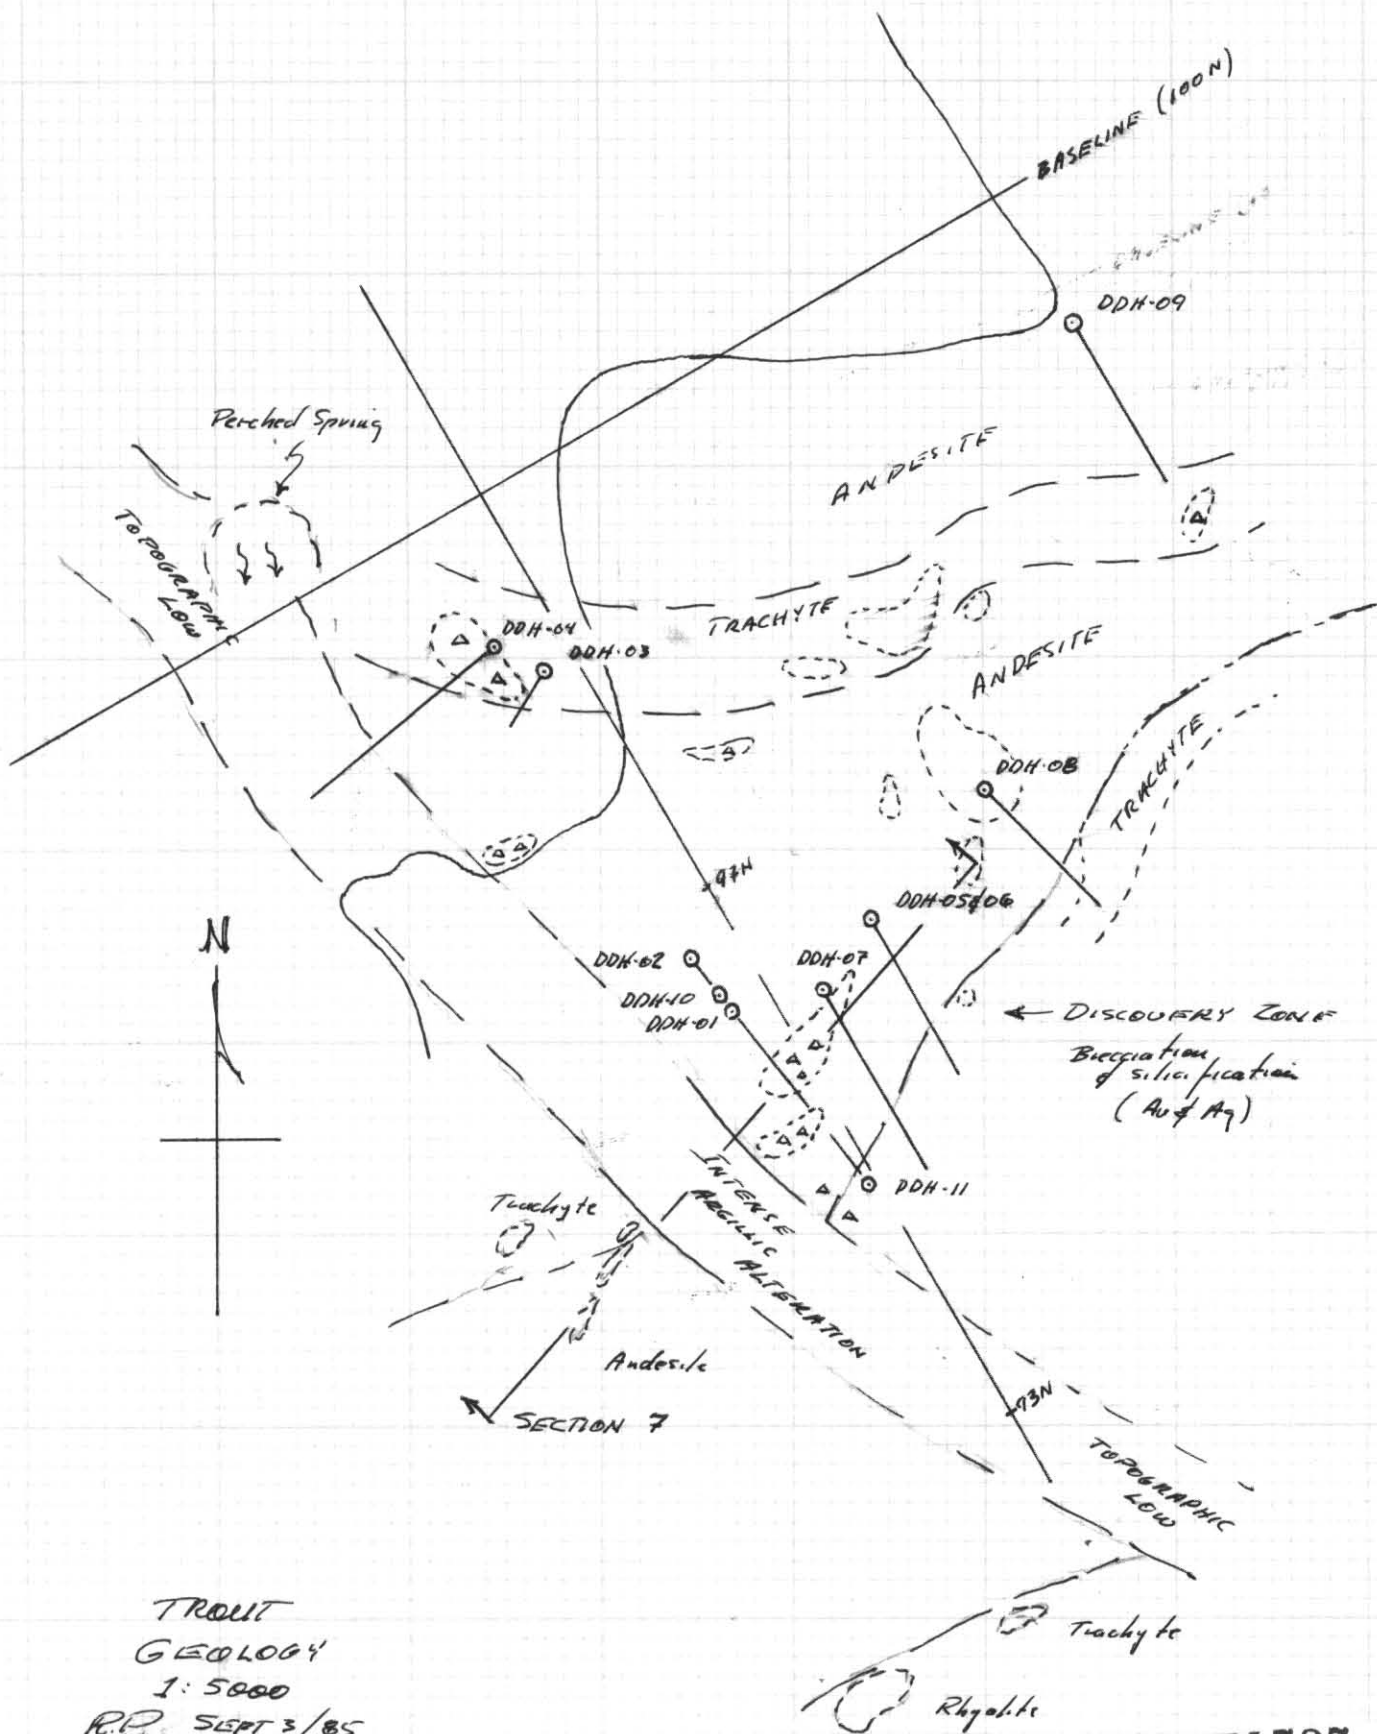 BASELINE (100N)
DDH-09
Perched Spring
ANDESITE
TOPOGRAPHIC
LOW
TRACHYTE
DDH-04
DDH-03
ANDESITE
TRACHYTE
DDH-08
97N
DDH-05&06
N
DDH-02
DDH-07
DDH-10
DDH-01
← DISCOVERY ZONE
Brecciation
& silicification
(Au & Ag)
DDH-11
INTENSE
ARGILLIC
ALTERATION
Trachyte
Andesite
SECTION 7
93N
TOPOGRAPHIC
LOW
TROUT
GEOLOGY
1:5000
R.P. SEPT 3/85
Trachyte
Rhyolite